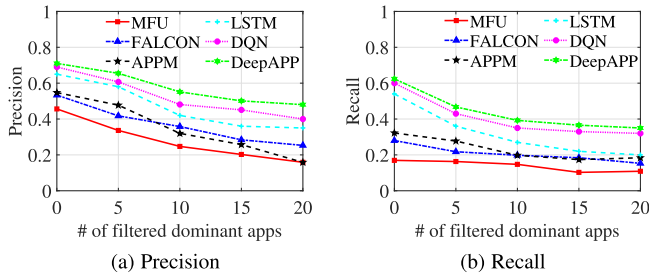 1
0.8
0.6
0.4
0.2
0
Precision
MFU
FALCON
APPM
LSTM
DQN
DeepAPP
0 5 10 15 20
# of filtered dominant apps
(a) Precision
1
0.8
0.6
0.4
0.2
0
Recall
MFU
FALCON
APPM
LSTM
DQN
DeepAPP
0 5 10 15 20
# of filtered dominant apps
(b) Recall